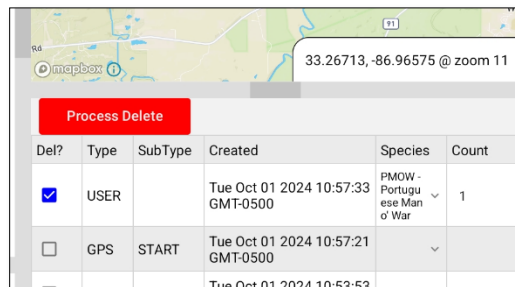 91
Rd
mapbox
33.26713, -86.96575 @ zoom 11
Process Delete
Del? Type SubType Created Species Count
USER Tue Oct 01 2024 10:57:33 GMT-0500 PMOW - Portuguese Man o' War 1
GPS START Tue Oct 01 2024 10:57:21 GMT-0500
Tue Oct 01 2024 10:53:53